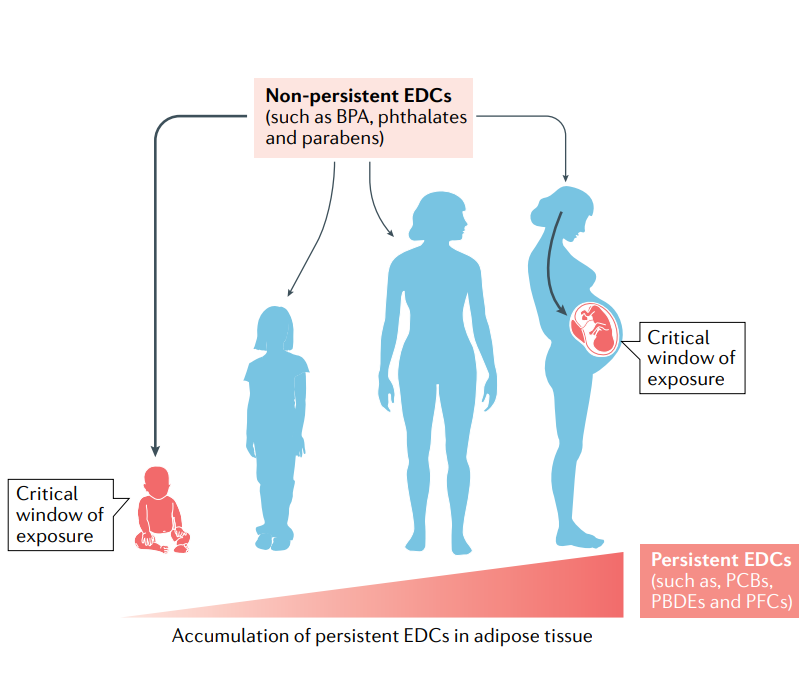 Non-persistent EDCs
(such as BPA, phthalates
and parabens)
Critical
window of
exposure
Critical
window of
exposure
Persistent EDCs
(such as, PCBs,
PBDEs and PFCs)
Accumulation of persistent EDCs in adipose tissue